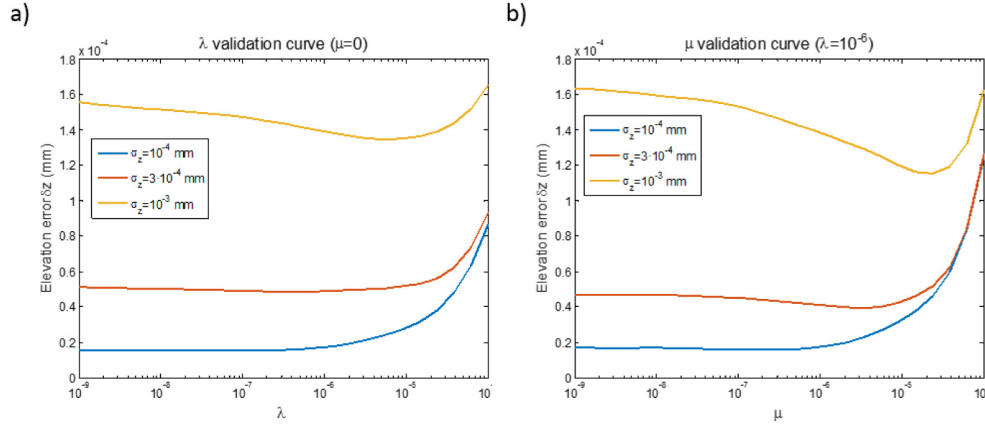 a)
λ validation curve (μ=0)
x 10⁻⁴
1.8
1.6
1.4
1.2
1
0.8
0.6
0.4
0.2
0
Elevation error δz (mm)
σz=10⁻⁴ mm
σz=3·10⁻⁴ mm
σz=10⁻³ mm
10⁻⁹
10⁻⁸
10⁻⁷
10⁻⁶
10⁻⁵
λ
b)
μ validation curve (λ=10⁻⁶)
x 10⁻⁴
1.8
1.6
1.4
1.2
1
0.8
0.6
0.4
0.2
0
Elevation error δz (mm)
σz=10⁻⁴ mm
σz=3·10⁻⁴ mm
σz=10⁻³ mm
10⁻⁹
10⁻⁸
10⁻⁷
10⁻⁶
10⁻⁵
μ